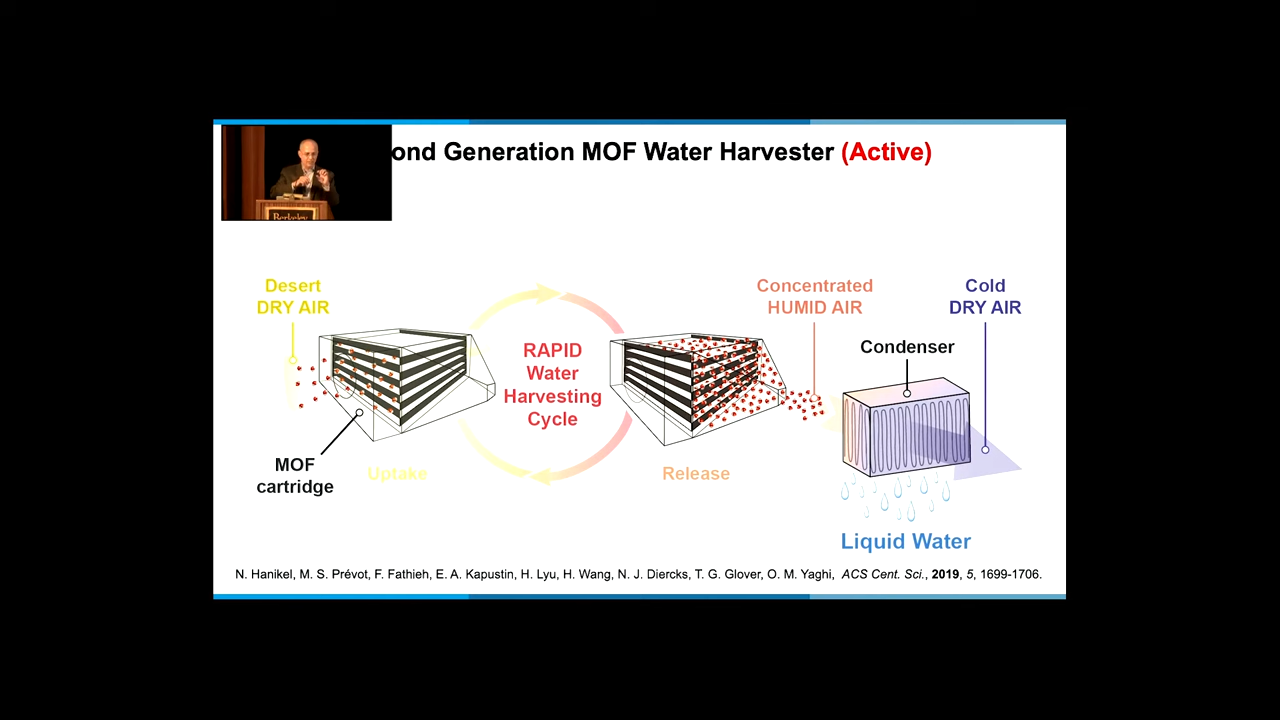 ond Generation MOF Water Harvester (Active)
Berkeley
Desert
DRY AIR
Concentrated
HUMID AIR
Cold
DRY AIR
Condenser
RAPID
Water
Harvesting
Cycle
MOF
cartridge
Uptake
Release
Liquid Water
N. Hanikel, M. S. Prévot, F. Fathieh, E. A. Kapustin, H. Lyu, H. Wang, N. J. Diercks, T. G. Glover, O. M. Yaghi, ACS Cent. Sci., 2019, 5, 1699-1706.